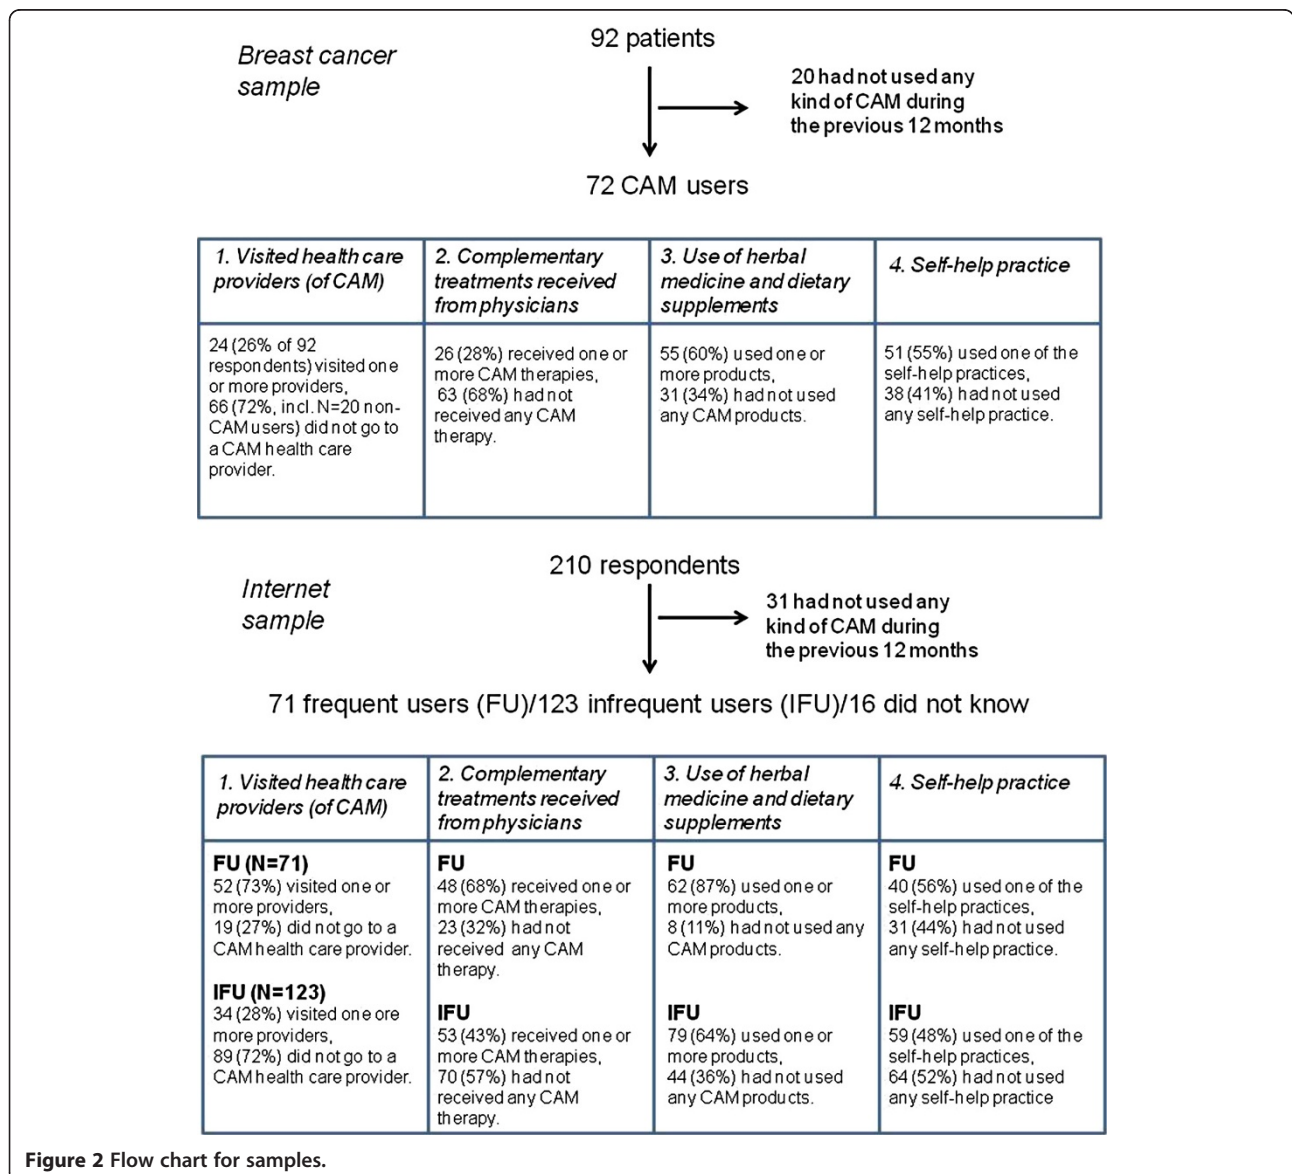 Breast cancer
sample
92 patients
20 had not used any
kind of CAM during
the previous 12 months
72 CAM users
1. Visited health care
providers (of CAM)
2. Complementary
treatments received
from physicians
3. Use of herbal
medicine and dietary
supplements
4. Self-help practice
24 (26% of 92
respondents) visited one
or more providers,
66 (72%, incl. N=20 non-
CAM users) did not go to
a CAM health care
provider.
26 (28%) received one or
more CAM therapies,
63 (68%) had not
received any CAM
therapy.
55 (60%) used one or
more products,
31 (34%) had not used
any CAM products.
51 (55%) used one of the
self-help practices,
38 (41%) had not used
any self-help practice.
Internet
sample
210 respondents
31 had not used any
kind of CAM during
the previous 12 months
71 frequent users (FU)/123 infrequent users (IFU)/16 did not know
1. Visited health care
providers (of CAM)
2. Complementary
treatments received
from physicians
3. Use of herbal
medicine and dietary
supplements
4. Self-help practice
FU (N=71)
52 (73%) visited one or
more providers,
19 (27%) did not go to a
CAM health care provider.
IFU (N=123)
34 (28%) visited one ore
more providers,
89 (72%) did not go to a
CAM health care provider.
FU
48 (68%) received one or
more CAM therapies,
23 (32%) had not
received any CAM
therapy.
IFU
53 (43%) received one or
more CAM therapies,
70 (57%) had not
received any CAM
therapy.
FU
62 (87%) used one or
more products,
8 (11%) had not used any
CAM products.
IFU
79 (64%) used one or
more products,
44 (36%) had not used
any CAM products.
FU
40 (56%) used one of the
self-help practices,
31 (44%) had not used
any self-help practice.
IFU
59 (48%) used one of the
self-help practices,
64 (52%) had not used
any self-help practice
Figure 2 Flow chart for samples.